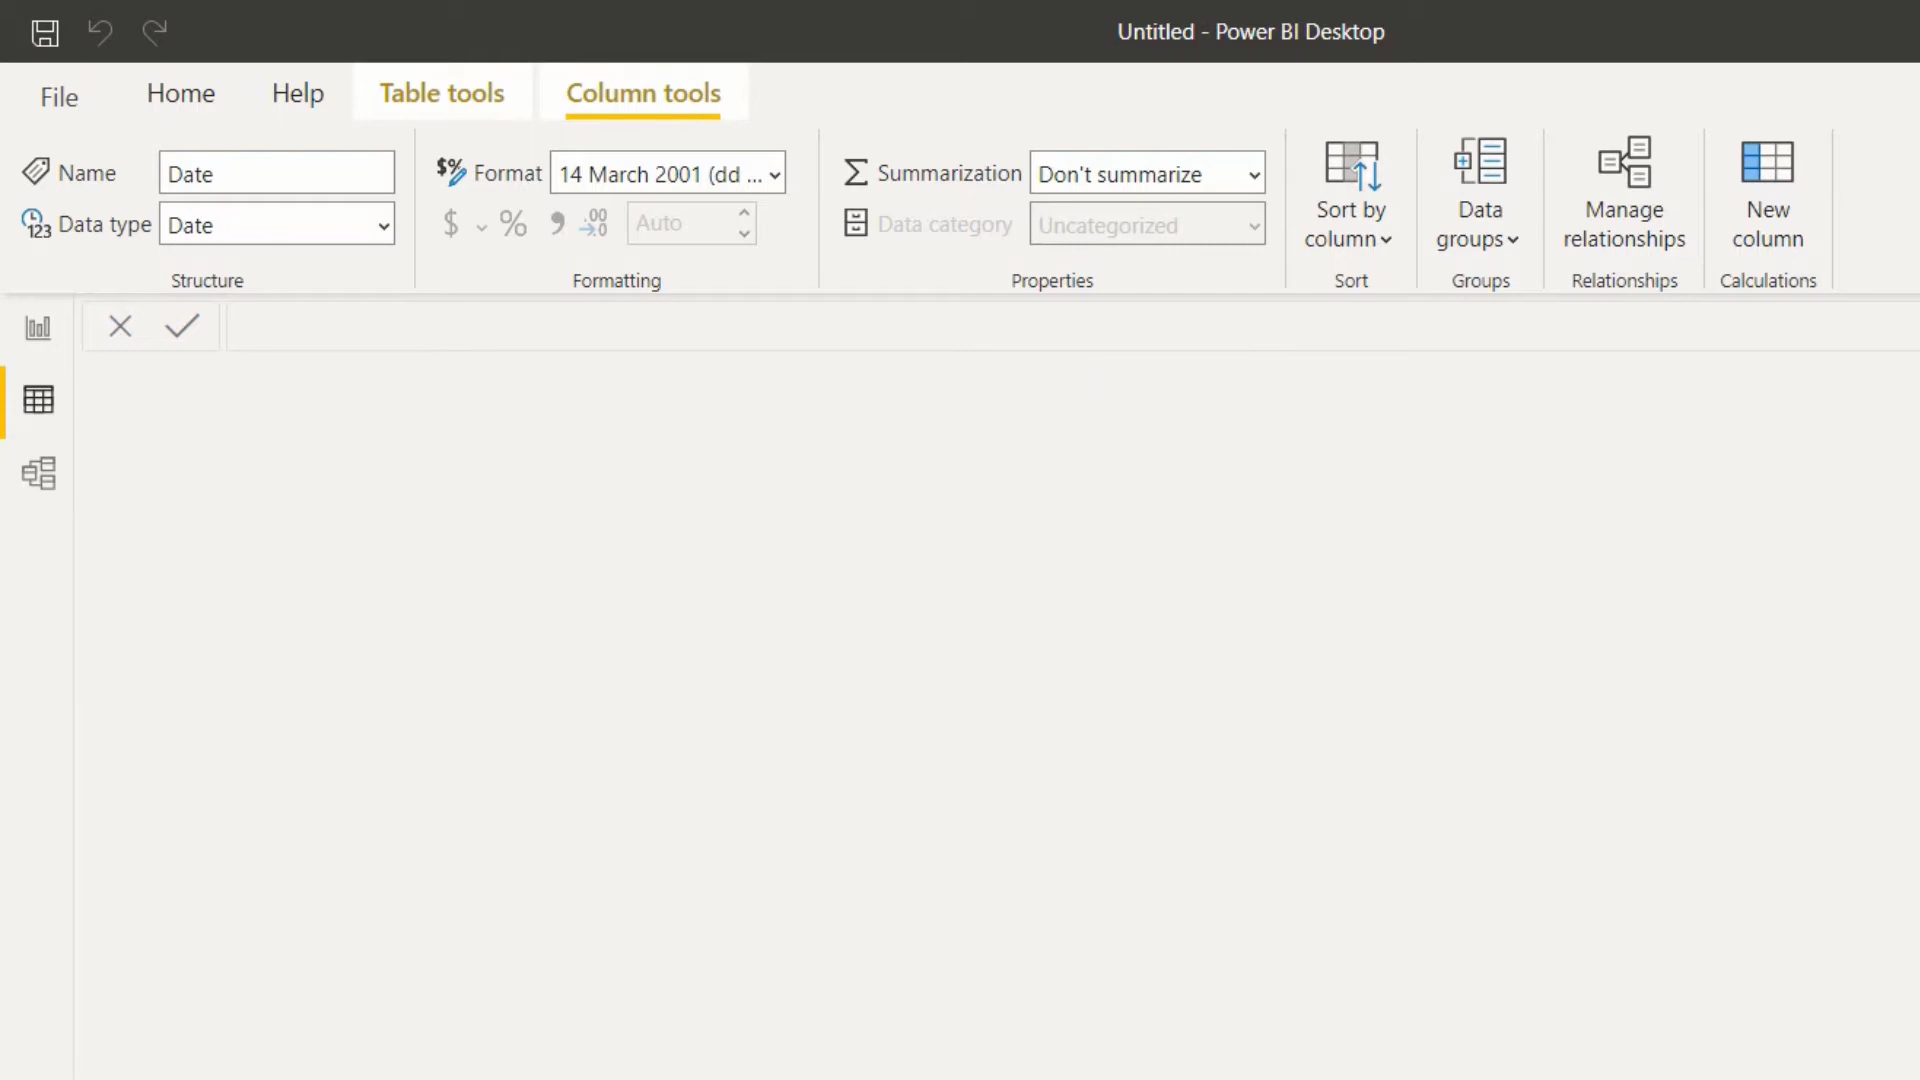 Untitled - Power BI Desktop
File Home Help Table tools Column tools
Name Date $% Format 14 March 2001 (dd ... Summarization Don't summarize
123 Data type Date $ % , .00 Auto Data category Uncategorized
Sort by column
Data groups
Manage relationships
New column
Structure Formatting Properties Sort Groups Relationships Calculations